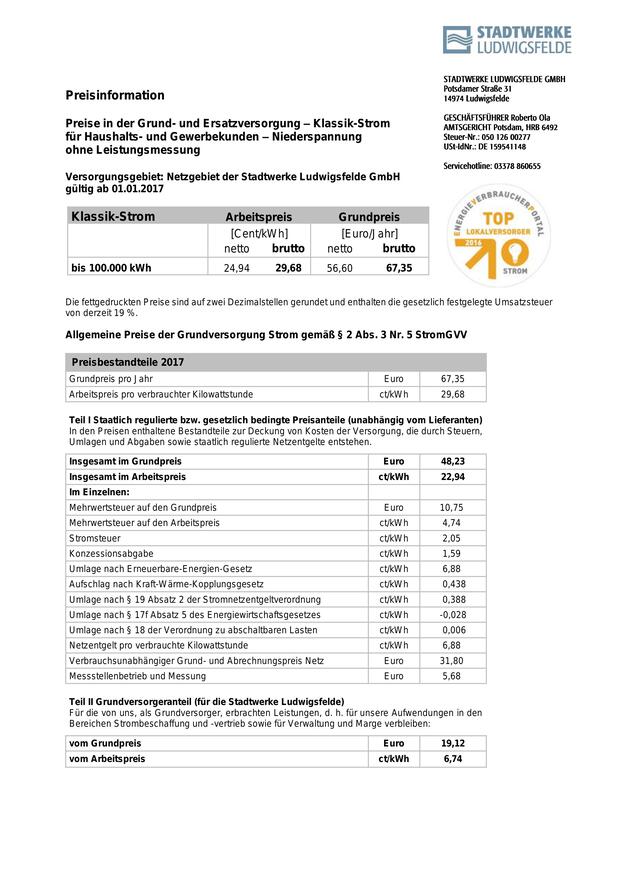 STADTWERKE
LUDWIGSFELDE
STADTWERKE LUDWIGSFELDE GMBH
Potsdamer Straße 31
14974 Ludwigsfelde
GESCHÄFTSFÜHRER Roberto Ola
AMTSGERICHT Potsdam, HRB 6492
Steuer-Nr.: 050 126 00277
USt-IdNr.: DE 159541148
Servicehotline: 03378 860655
Preisinformation
Preise in der Grund- und Ersatzversorgung – Klassik-Strom
für Haushalts- und Gewerbekunden – Niederspannung
ohne Leistungsmessung
Versorgungsgebiet: Netzgebiet der Stadtwerke Ludwigsfelde GmbH
gültig ab 01.01.2017
ENERGIEVERBRAUCHERPORTAL
TOP
LOKALVERSORGER
2016
STROM
Klassik-Strom Arbeitspreis Grundpreis
[Cent/kWh] [Euro/Jahr]
netto brutto netto brutto
bis 100.000 kWh 24,94 29,68 56,60 67,35
Die fettgedruckten Preise sind auf zwei Dezimalstellen gerundet und enthalten die gesetzlich festgelegte Umsatzsteuer
von derzeit 19 %.
Allgemeine Preise der Grundversorgung Strom gemäß § 2 Abs. 3 Nr. 5 StromGVV
Preisbestandteile 2017
Grundpreis pro Jahr Euro 67,35
Arbeitspreis pro verbrauchter Kilowattstunde ct/kWh 29,68
Teil I Staatlich regulierte bzw. gesetzlich bedingte Preisanteile (unabhängig vom Lieferanten)
In den Preisen enthaltene Bestandteile zur Deckung von Kosten der Versorgung, die durch Steuern,
Umlagen und Abgaben sowie staatlich regulierte Netzentgelte entstehen.
Insgesamt im Grundpreis Euro 48,23
Insgesamt im Arbeitspreis ct/kWh 22,94
Im Einzelnen:
Mehrwertsteuer auf den Grundpreis Euro 10,75
Mehrwertsteuer auf den Arbeitspreis ct/kWh 4,74
Stromsteuer ct/kWh 2,05
Konzessionsabgabe ct/kWh 1,59
Umlage nach Erneuerbare-Energien-Gesetz ct/kWh 6,88
Aufschlag nach Kraft-Wärme-Kopplungsgesetz ct/kWh 0,438
Umlage nach § 19 Absatz 2 der Stromnetzentgeltverordnung ct/kWh 0,388
Umlage nach § 17f Absatz 5 des Energiewirtschaftsgesetzes ct/kWh -0,028
Umlage nach § 18 der Verordnung zu abschaltbaren Lasten ct/kWh 0,006
Netzentgelt pro verbrauchte Kilowattstunde ct/kWh 6,88
Verbrauchsunabhängiger Grund- und Abrechnungspreis Netz Euro 31,80
Messstellenbetrieb und Messung Euro 5,68
Teil II Grundversorgeranteil (für die Stadtwerke Ludwigsfelde)
Für die von uns, als Grundversorger, erbrachten Leistungen, d. h. für unsere Aufwendungen in den
Bereichen Strombeschaffung und -vertrieb sowie für Verwaltung und Marge verbleiben:
vom Grundpreis Euro 19,12
vom Arbeitspreis ct/kWh 6,74